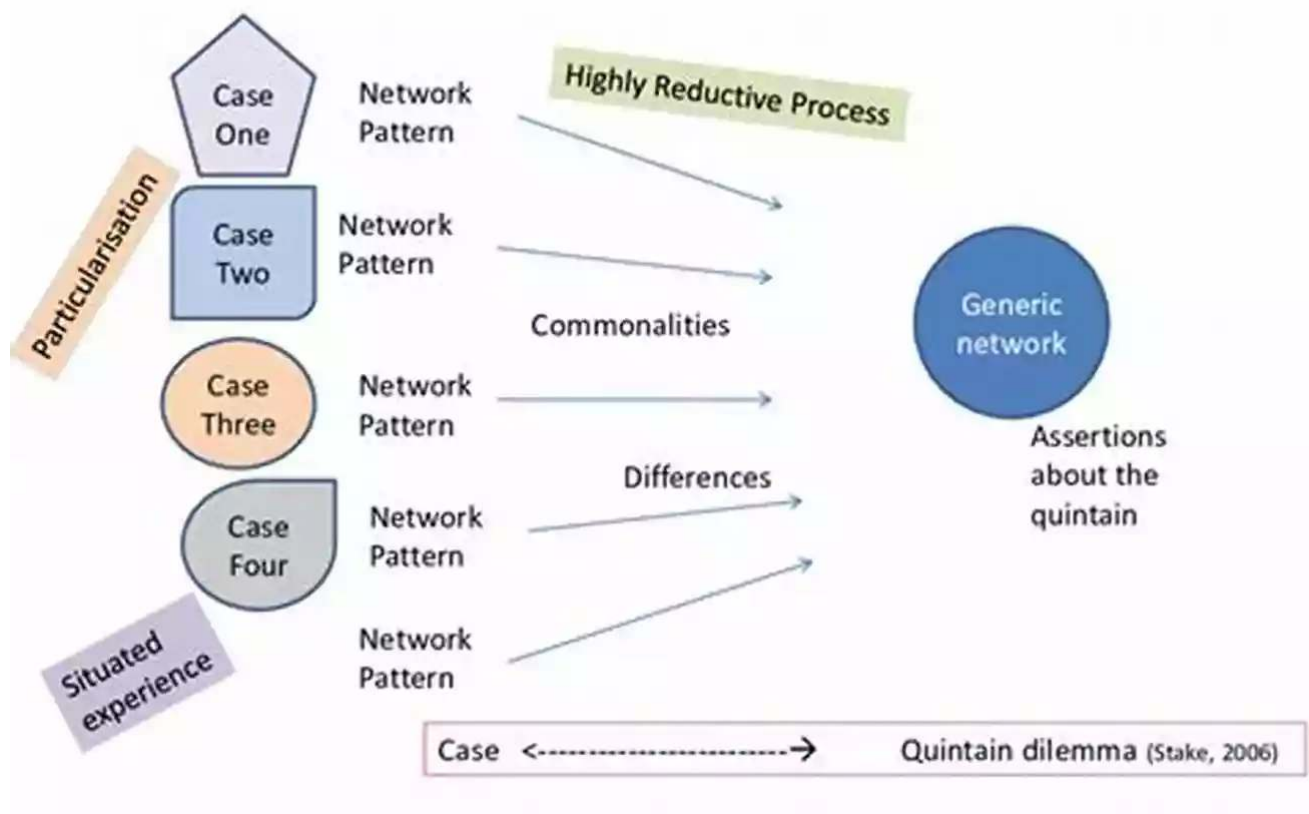 Case
One
Network
Pattern
Highly Reductive Process
Particularisation
Case
Two
Network
Pattern
Commonalities
Generic
network
Case
Three
Network
Pattern
Assertions
about the
quintain
Differences
Case
Four
Network
Pattern
Situated
experience
Network
Pattern
Case <----------------------→ Quintain dilemma (Stake, 2006)